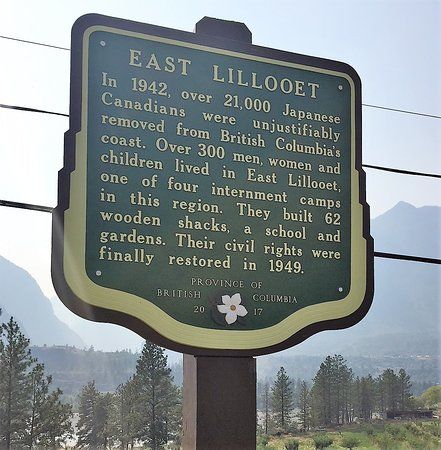 EAST LILLOOET
In 1942, over 21,000 Japanese
Canadians were unjustifiably
removed from British Columbia's
coast. Over 300 men, women and
children lived in East Lillooet,
one of four internment camps
in this region. They built 62
wooden shacks, a school and
gardens. Their civil rights were
finally restored in 1949.
PROVINCE OF
BRITISH COLUMBIA
20 17